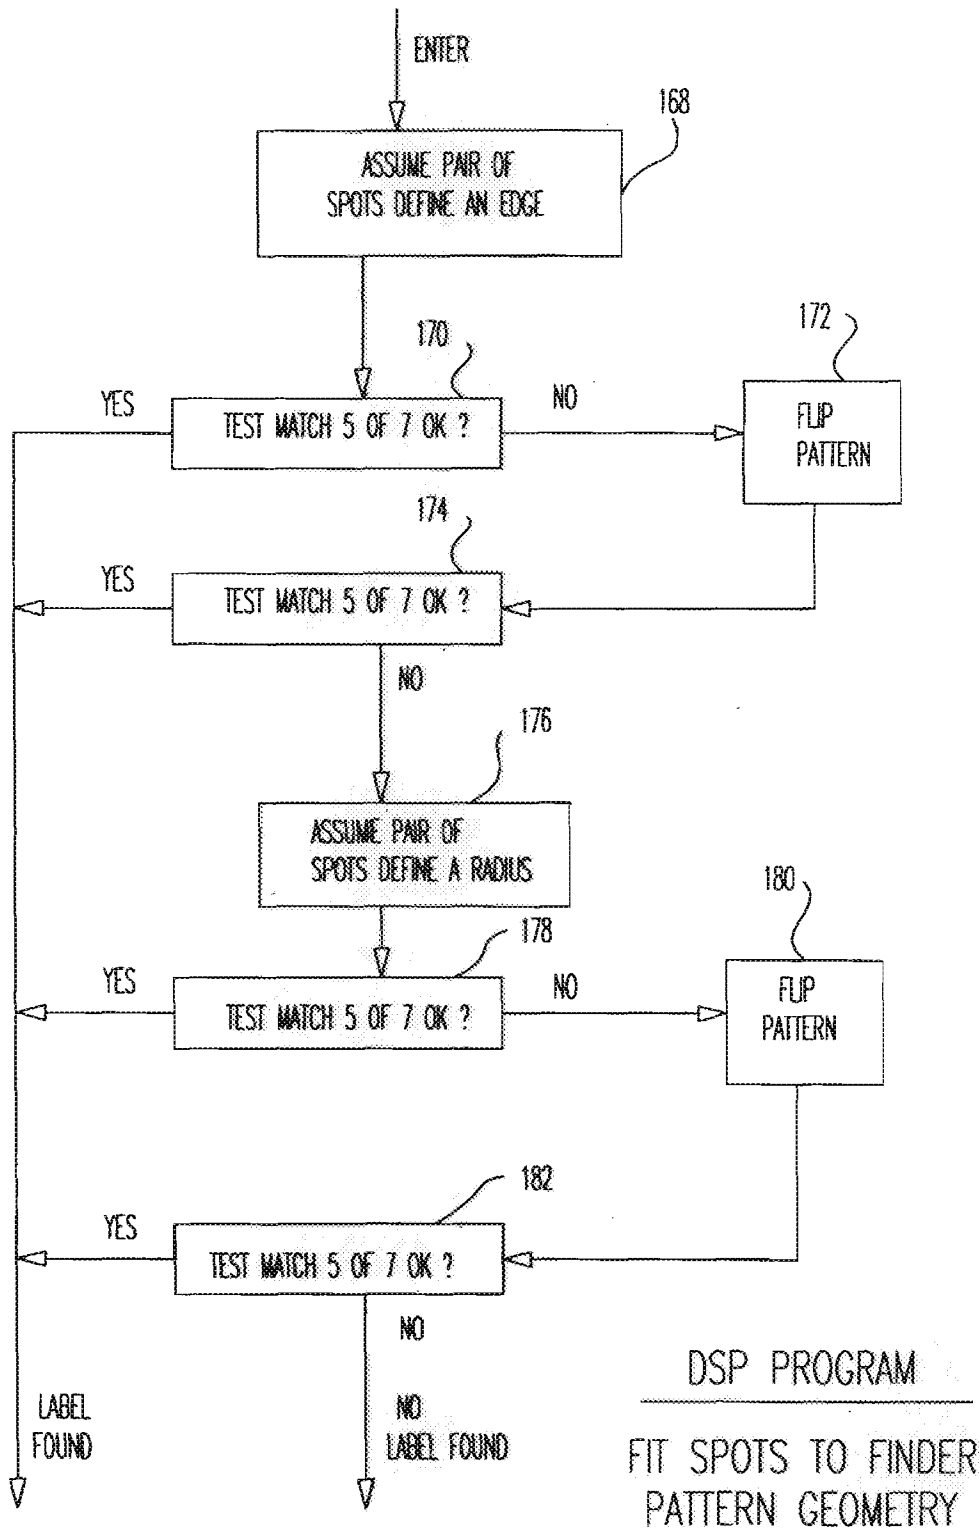 ENTER
168
ASSUME PAIR OF
SPOTS DEFINE AN EDGE
170
172
YES
TEST MATCH 5 OF 7 OK ?
NO
FLIP
PATTERN
174
YES
TEST MATCH 5 OF 7 OK ?
NO
176
ASSUME PAIR OF
SPOTS DEFINE A RADIUS
180
178
YES
TEST MATCH 5 OF 7 OK ?
NO
FLIP
PATTERN
182
YES
TEST MATCH 5 OF 7 OK ?
NO
LABEL
FOUND
NO
LABEL FOUND
DSP PROGRAM
FIT SPOTS TO FINDER
PATTERN GEOMETRY